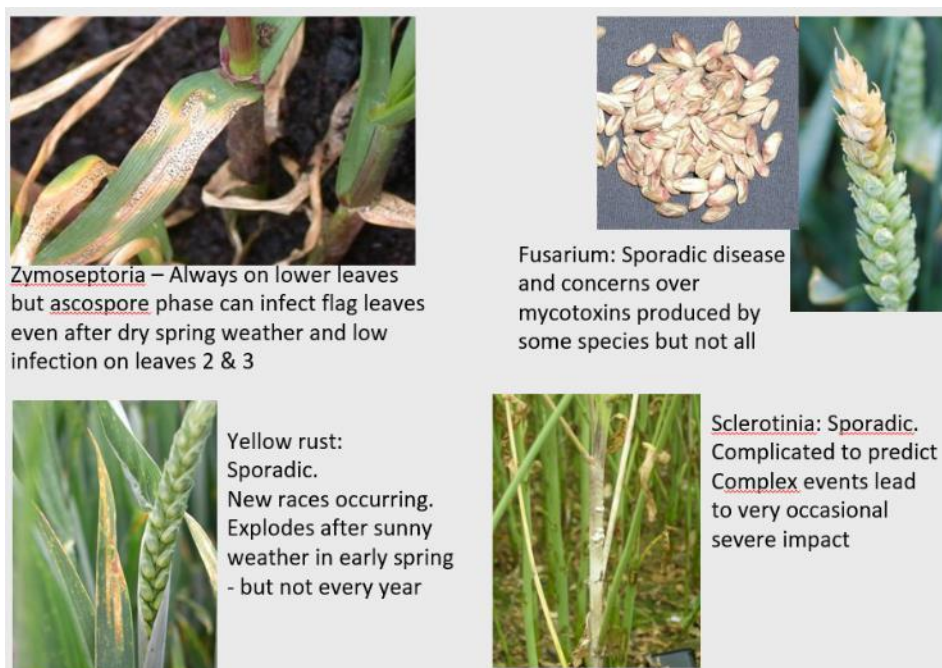 Zymoseptoria – Always on lower leaves
but ascospore phase can infect flag leaves
even after dry spring weather and low
infection on leaves 2 & 3
Fusarium: Sporadic disease
and concerns over
mycotoxins produced by
some species but not all
Yellow rust:
Sporadic.
New races occurring.
Explodes after sunny
weather in early spring
- but not every year
Sclerotinia: Sporadic.
Complicated to predict
Complex events lead
to very occasional
severe impact